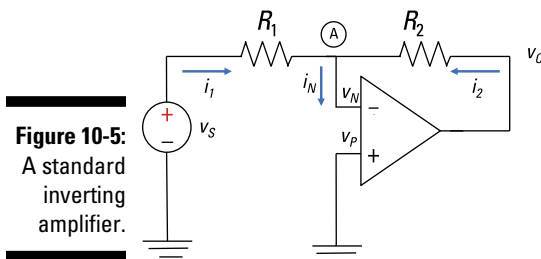 R1
A
R2
vO
i1
iN
i2
vN
−
vP
+
+
−
vS
Figure 10-5:
A standard
inverting
amplifier.